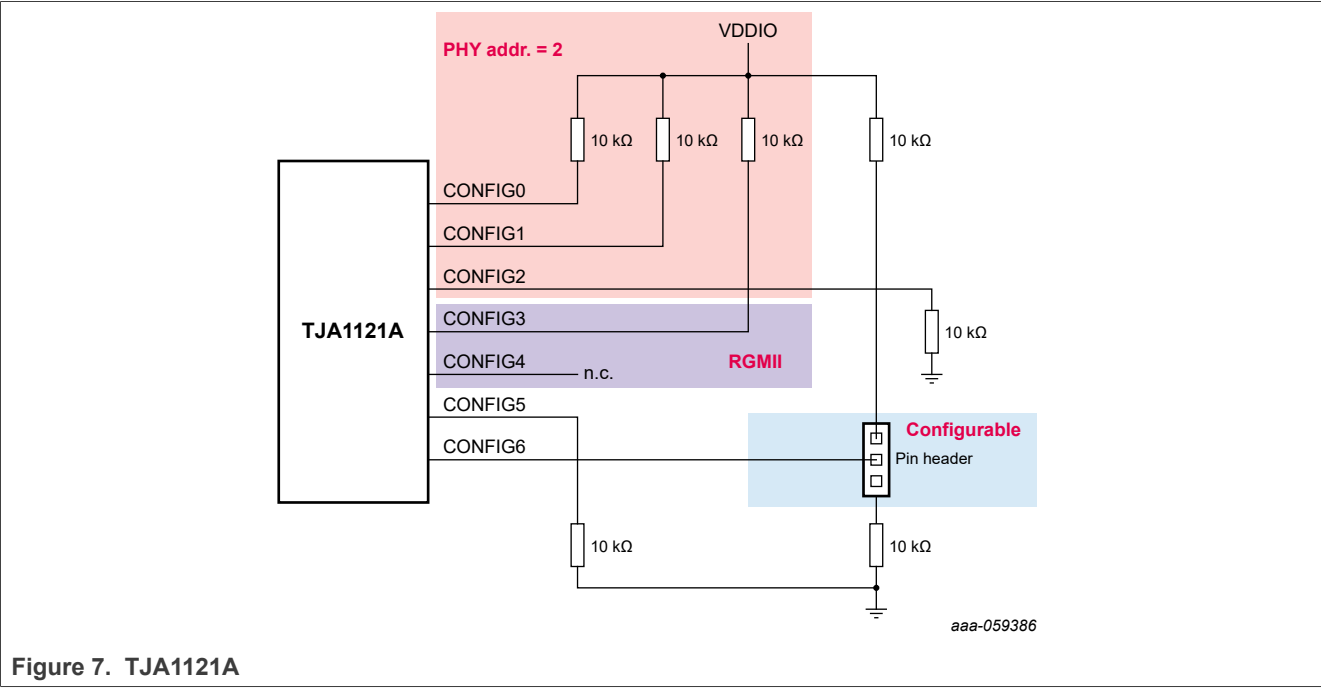 VDDIO
PHY addr. = 2
10 kΩ
10 kΩ
10 kΩ
10 kΩ
CONFIG0
CONFIG1
CONFIG2
TJA1121A
CONFIG3
10 kΩ
CONFIG4
n.c.
RGMII
CONFIG5
Configurable
CONFIG6
Pin header
10 kΩ
10 kΩ
aaa-059386
Figure 7. TJA1121A